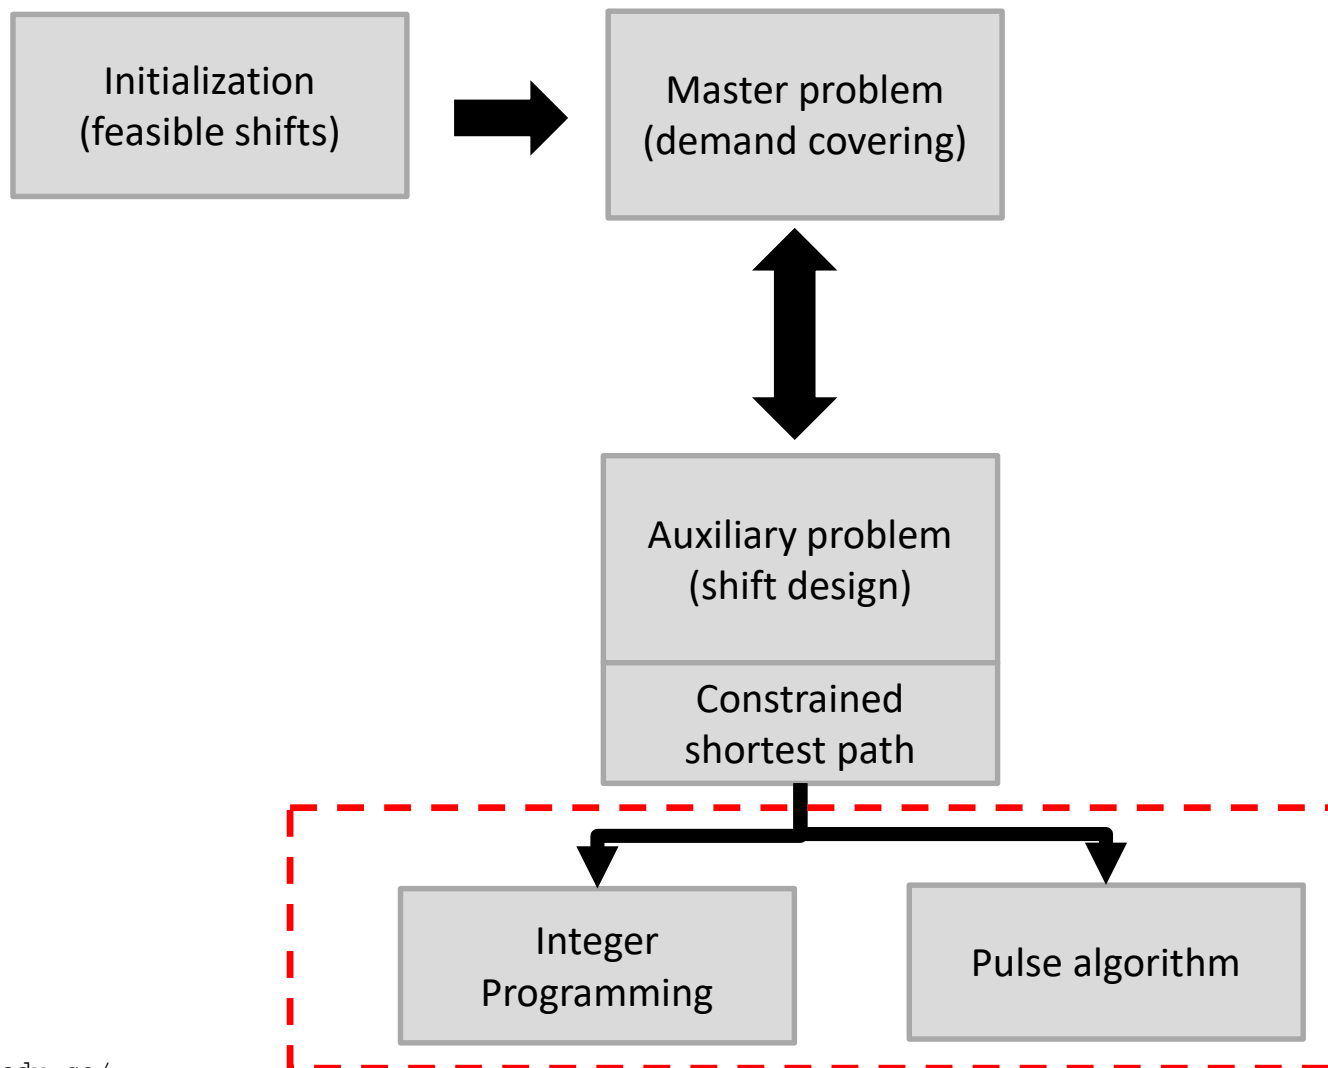 Initialization
(feasible shifts)
Master problem
(demand covering)
Auxiliary problem
(shift design)
Constrained
shortest path
Integer
Programming
Pulse algorithm